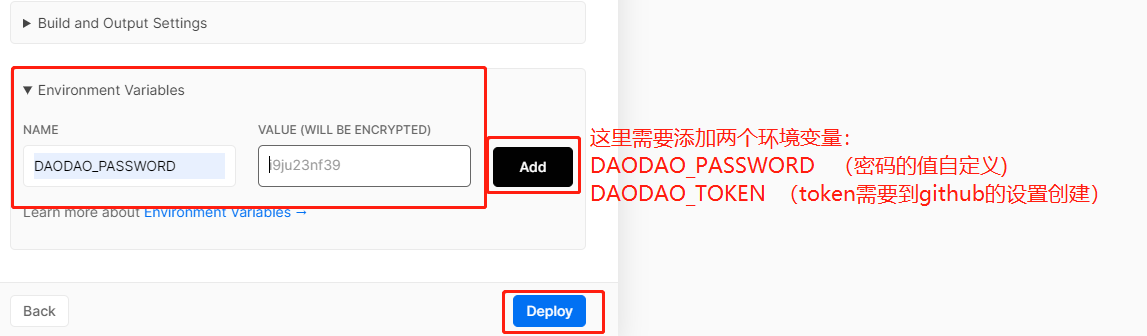 ▶ Build and Output Settings
▼ Environment Variables
NAME
VALUE (WILL BE ENCRYPTED)
DAODAO_PASSWORD
i9ju23nf39
Add
这里需要添加两个环境变量：
DAODAO_PASSWORD （密码的值自定义)
DAODAO_TOKEN （token需要到github的设置创建）
Learn more about Environment Variables →
Back
Deploy